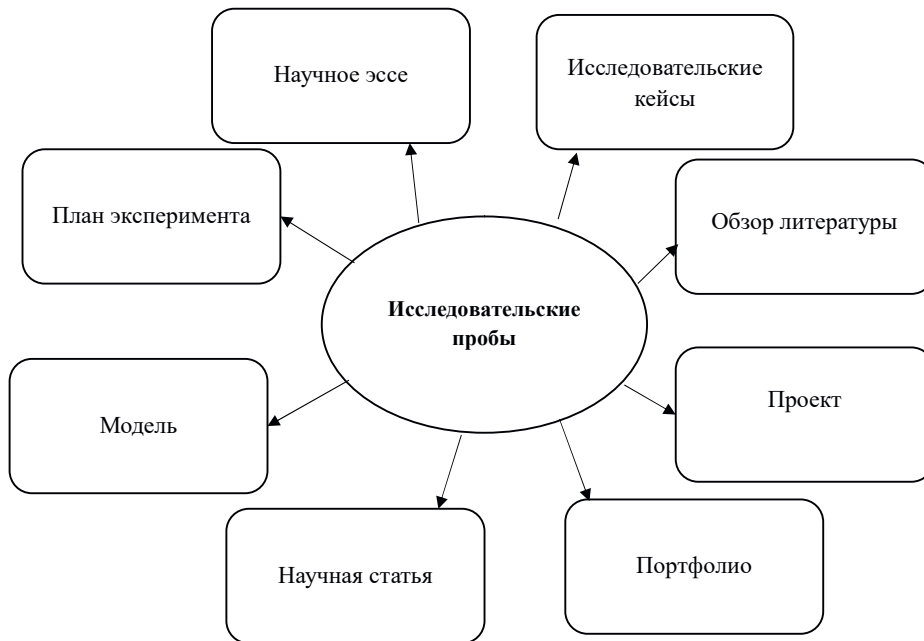 Научное эссе
Исследовательские
кейсы
План эксперимента
Обзор литературы
Исследовательские
пробы
Модель
Проект
Научная статья
Портфолио